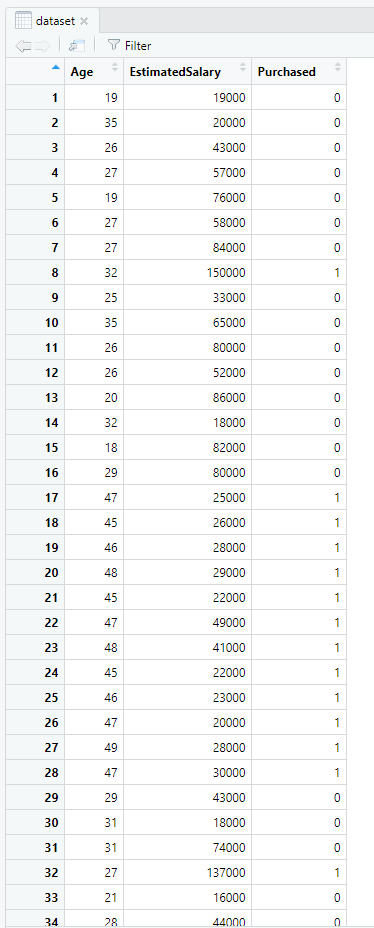 dataset
Filter
Age EstimatedSalary Purchased
1 19 19000 0
2 35 20000 0
3 26 43000 0
4 27 57000 0
5 19 76000 0
6 27 58000 0
7 27 84000 0
8 32 150000 1
9 25 33000 0
10 35 65000 0
11 26 80000 0
12 26 52000 0
13 20 86000 0
14 32 18000 0
15 18 82000 0
16 29 80000 0
17 47 25000 1
18 45 26000 1
19 46 28000 1
20 48 29000 1
21 45 22000 1
22 47 49000 1
23 48 41000 1
24 45 22000 1
25 46 23000 1
26 47 20000 1
27 49 28000 1
28 47 30000 1
29 29 43000 0
30 31 18000 0
31 31 74000 0
32 27 137000 1
33 21 16000 0
34 28 44000 0